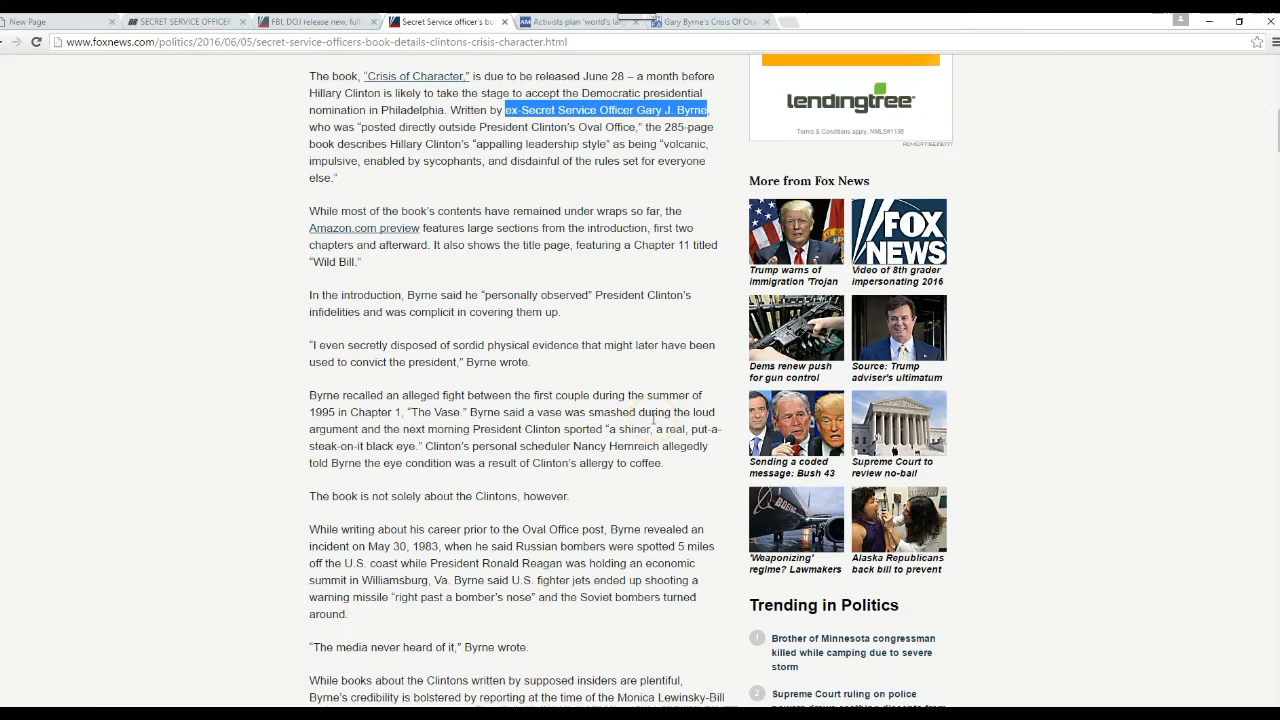 New Page
SECRET SERVICE OFFICER
FBI, DOJ release new, full
Secret Service officer's bo
Activists plan 'world's lar
Gary Byrne's Crisis Of Cha
www.foxnews.com/politics/2016/06/05/secret-service-officers-book-details-clintons-crisis-character.html
The book, “Crisis of Character,” is due to be released June 28 – a month before
Hillary Clinton is likely to take the stage to accept the Democratic presidential
nomination in Philadelphia. Written by ex-Secret Service Officer Gary J. Byrne,
who was “posted directly outside President Clinton’s Oval Office,” the 285-page
book describes Hillary Clinton’s “appalling leadership style” as being “volcanic,
impulsive, enabled by sycophants, and disdainful of the rules set for everyone
else.”
While most of the book’s contents have remained under wraps so far, the
Amazon.com preview features large sections from the introduction, first two
chapters and afterward. It also shows the title page, featuring a Chapter 11 titled
“Wild Bill.”
In the introduction, Byrne said he “personally observed” President Clinton’s
infidelities and was complicit in covering them up.
“I even secretly disposed of sordid physical evidence that might later have been
used to convict the president,” Byrne wrote.
Byrne recalled an alleged fight between the first couple during the summer of
1995 in Chapter 1, “The Vase.” Byrne said a vase was smashed during the loud
argument and the next morning President Clinton sported “a shiner, a real, put-a-
steak-on-it black eye.” Clinton’s personal scheduler Nancy Hernreich allegedly
told Byrne the eye condition was a result of Clinton’s allergy to coffee.
The book is not solely about the Clintons, however.
While writing about his career prior to the Oval Office post, Byrne revealed an
incident on May 30, 1983, when he said Russian bombers were spotted 5 miles
off the U.S. coast while President Ronald Reagan was holding an economic
summit in Williamsburg, Va. Byrne said U.S. fighter jets ended up shooting a
warning missile “right past a bomber’s nose” and the Soviet bombers turned
around.
“The media never heard of it,” Byrne wrote.
While books about the Clintons written by supposed insiders are plentiful,
Byrne’s credibility is bolstered by reporting at the time of the Monica Lewinsky-Bill
lendingtree
Terms & Conditions apply. NMLS#1136
ADVERTISEMENT
More from Fox News
FOX
NEWS
Trump warns of
immigration 'Trojan
Video of 8th grader
impersonating 2016
Dems renew push
for gun control
Source: Trump
adviser's ultimatum
Sending a coded
message: Bush 43
Supreme Court to
review no-bail
BOEING
'Weaponizing'
regime? Lawmakers
Alaska Republicans
back bill to prevent
Trending in Politics
1
Brother of Minnesota congressman
killed while camping due to severe
storm
2
Supreme Court ruling on police